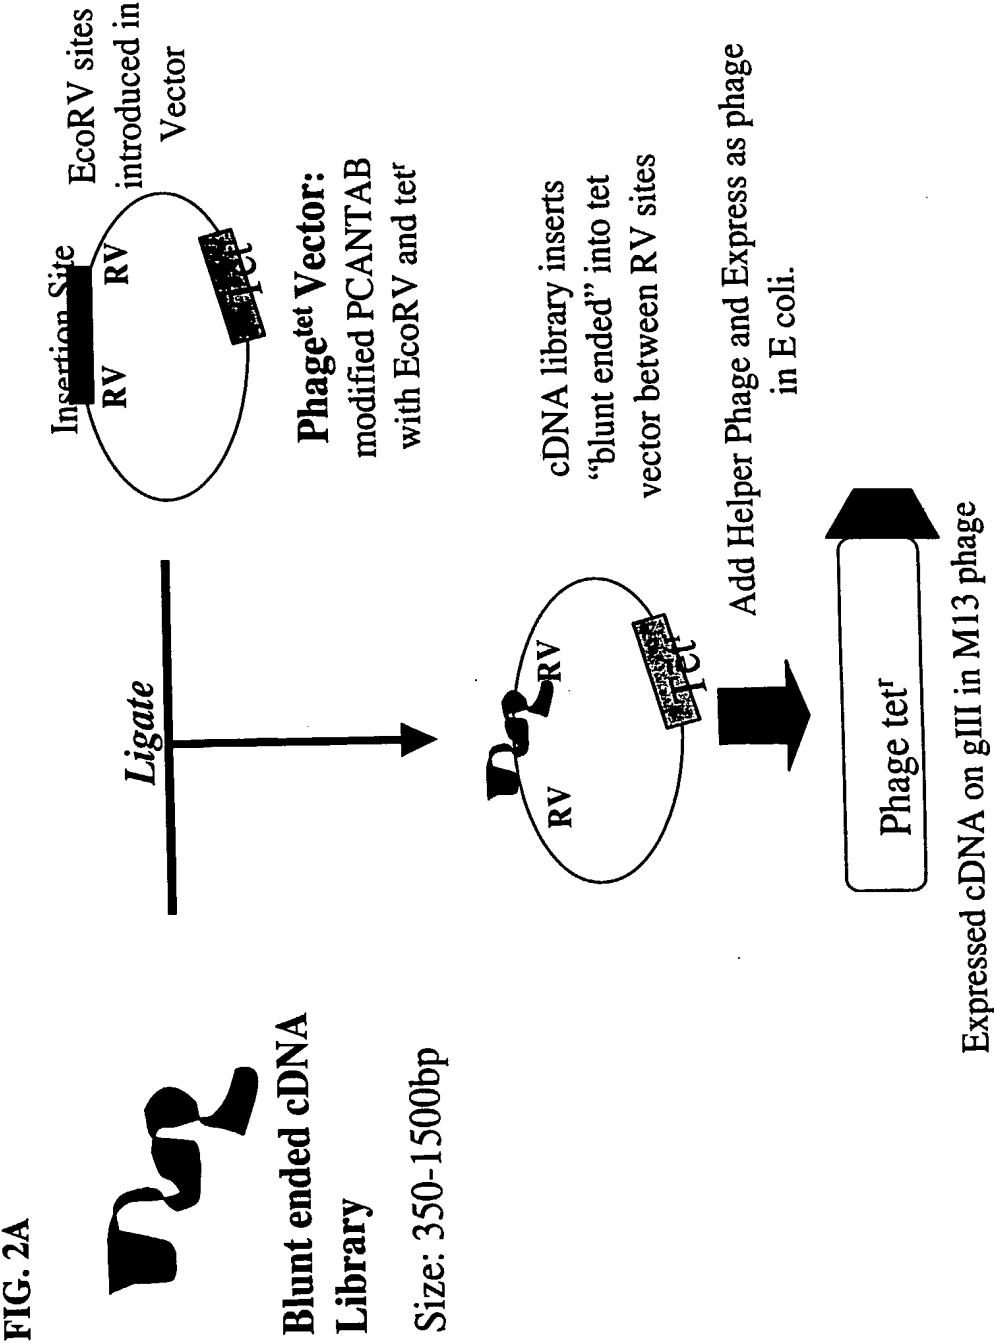 FIG. 2A
Blunt ended cDNA
Library
Size: 350-1500bp
Ligate
Insertion Site
RV
RV
Tet
EcoRV sites
introduced in
Vector
Phageᵗᵉᵗ Vector:
modified PCANTAB
with EcoRV and tetʳ
RV
RV
Tet
cDNA library inserts
“blunt ended” into tet
vector between RV sites
Add Helper Phage and Express as phage
in E coli.
Phage tetʳ
Expressed cDNA on gIII in M13 phage